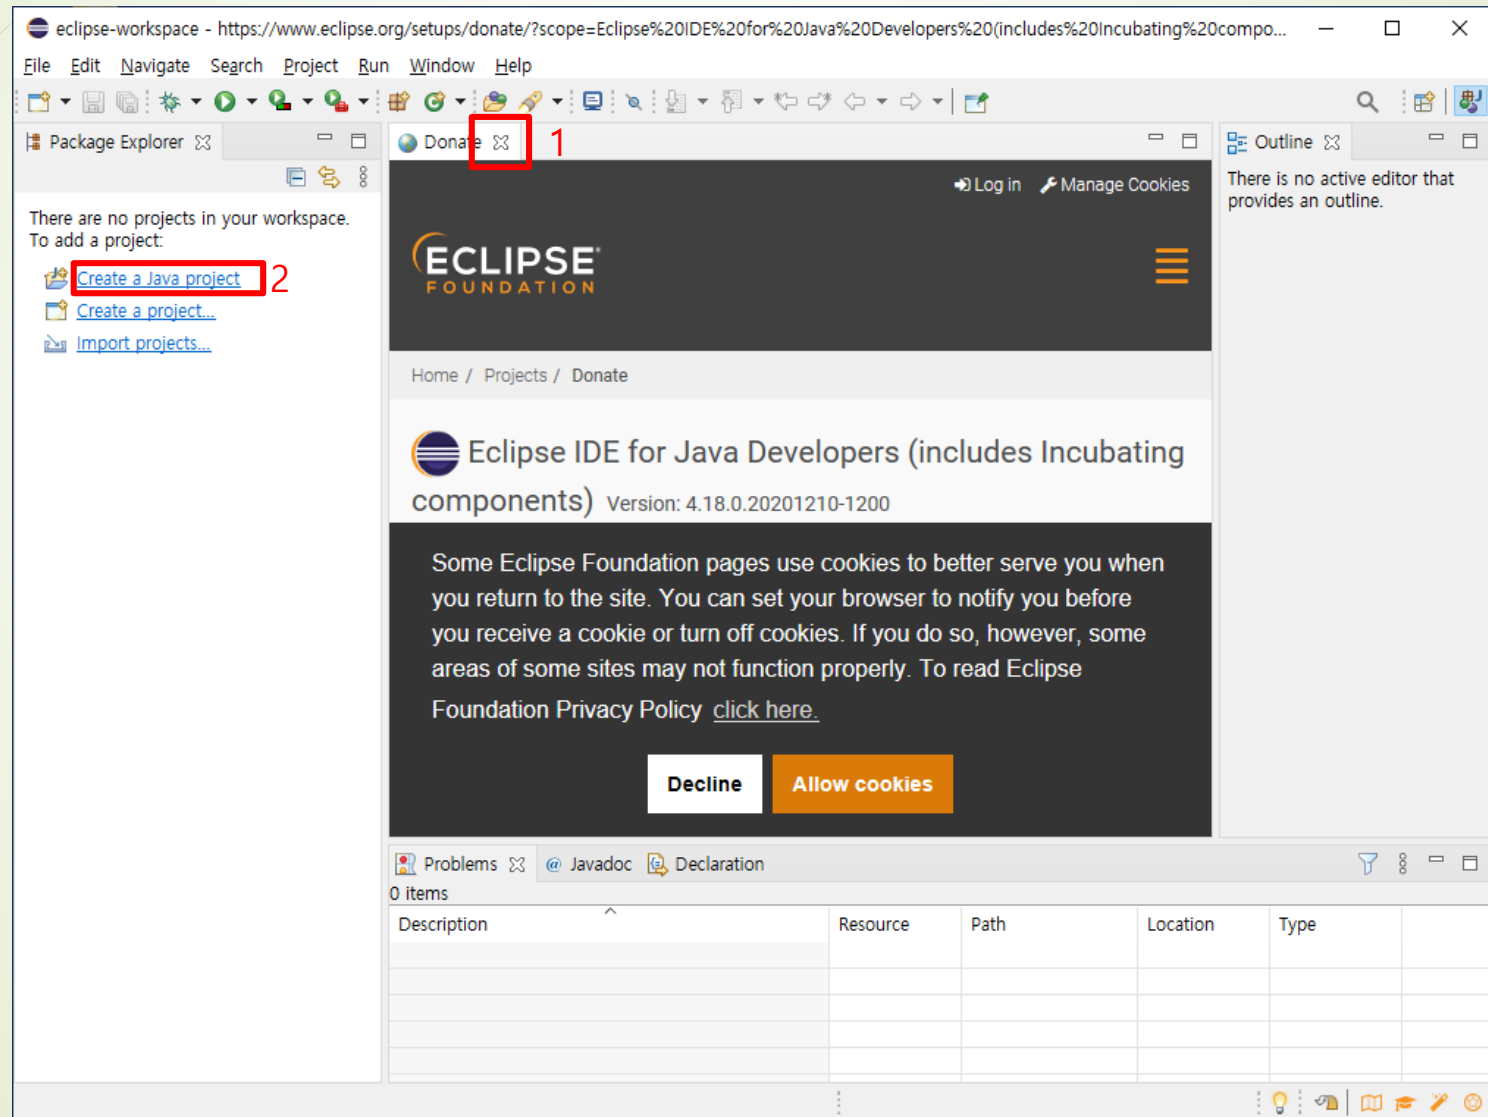 eclipse-workspace - https://www.eclipse.org/setups/donate/?scope=Eclipse%20IDE%20for%20Java%20Developers%20(includes%20Incubating%20compo...
File Edit Navigate Search Project Run Window Help
Package Explorer
There are no projects in your workspace.
To add a project:
Create a Java project 2
Create a project...
Import projects...
Donate 1
Log in Manage Cookies
ECLIPSE
FOUNDATION
Home / Projects / Donate
Eclipse IDE for Java Developers (includes Incubating
components) Version: 4.18.0.20201210-1200
Some Eclipse Foundation pages use cookies to better serve you when
you return to the site. You can set your browser to notify you before
you receive a cookie or turn off cookies. If you do so, however, some
areas of some sites may not function properly. To read Eclipse
Foundation Privacy Policy click here.
Decline Allow cookies
Outline
There is no active editor that
provides an outline.
Problems @ Javadoc Declaration
0 items
Description Resource Path Location Type